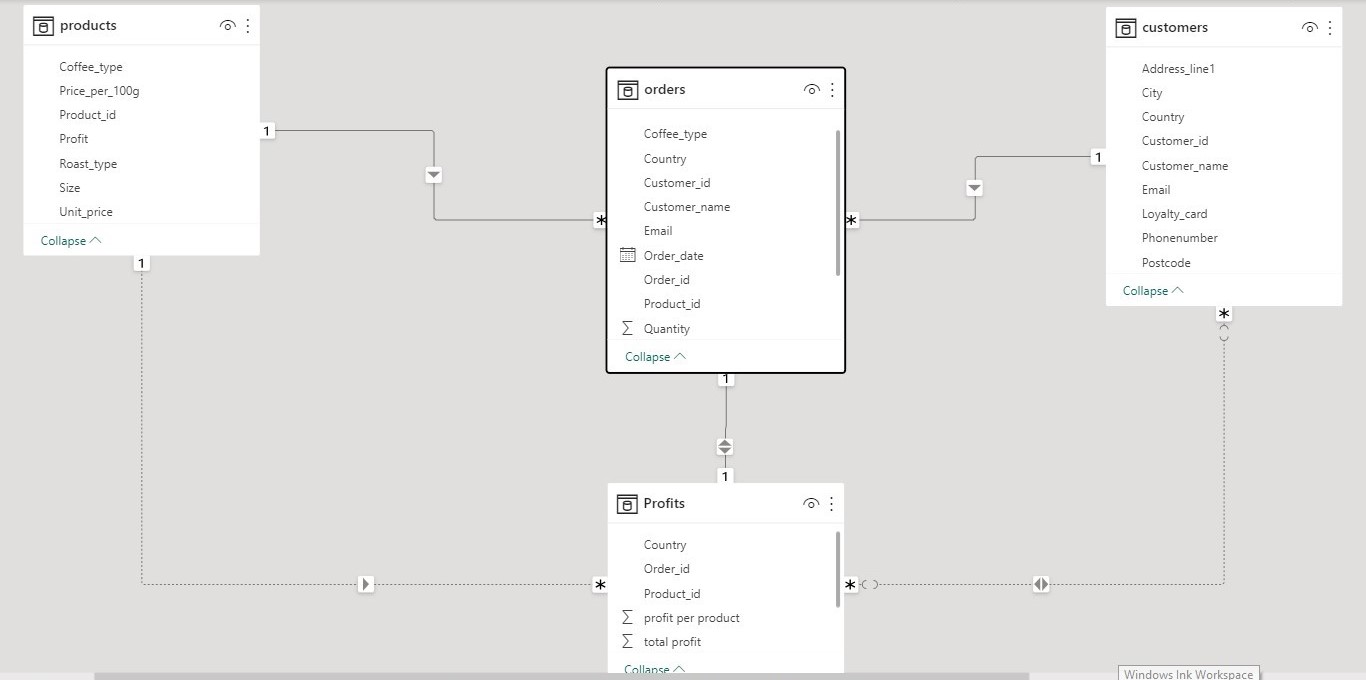 products
Coffee_type
Price_per_100g
Product_id
Profit
Roast_type
Size
Unit_price
Collapse
1
1
orders
Coffee_type
Country
Customer_id
Customer_name
Email
Order_date
Order_id
Product_id
Σ Quantity
Collapse
*
*
1
customers
Address_line1
City
Country
Customer_id
Customer_name
Email
Loyalty_card
Phonenumber
Postcode
Collapse
1
*
1
Profits
Country
Order_id
Product_id
Σ profit per product
Σ total profit
Collapse
*
*
Windows Ink Workspace